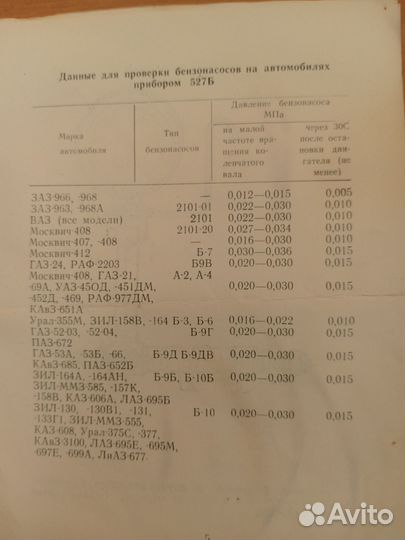 Данные для проверки бензонасосов на автомобилях
прибором 527Б
Марка автомобиля
Тип бензонасосов
Давление бензонасоса МПа
на малой частоте вращения коленчатого вала
через 30С после остановки двигателя (не менее)
ЗАЗ-966, -968 — 0,012—0,015 0,005
ЗАЗ-963, -968А 2101-01 0,022—0,030 0,010
ВАЗ (все модели) 2101 0,022—0,030 0,010
Москвич-408 : 2101-20 0,027—0,034 0,010
Москвич-407, -408 — 0,016—0,030 0,010
Москвич-412 Б-7 0,030—0,036 0,015
ГАЗ-24, РАФ-2203 Б9В 0,020—0,030 0,015
Москвич-408, ГАЗ-21, А-2, А-4
-69А, УАЗ-45ОД, -451ДМ, 0,020—0,030 0,015
-452Д, -469, РАФ-977ДМ,
КАвЗ-651А
Урал-355М, ЗИЛ-158В, -164 Б-3, Б-6 0,016—0,022 0,010
ГАЗ-52-03, -52-04, Б-9Г 0,020—0,030 0,015
ПАЗ-672
ГАЗ-53А, -53Б, -66, Б-9Д Б-9ДВ 0,020—0,030 0,015
КАвЗ-685, ПАЗ-652Б
ЗИЛ-164А, -164АН, Б-9Б, Б-10Б 0,020—0,030 0,015
ЗИЛ-ММЗ-585, -157К,
-158В, КАЗ-606А, ЛАЗ-695Б
ЗИЛ-130, -130В1, -131, Б-10 0,020—0,030 0,015
-133Г1, ЗИЛ-ММЗ-555,
КАЗ-608, Урал-375С, -377,
КАвЗ-3100, ЛАЗ-695Е, -695М,
-697Е, -699А, ЛиАЗ-677.
5
Avito